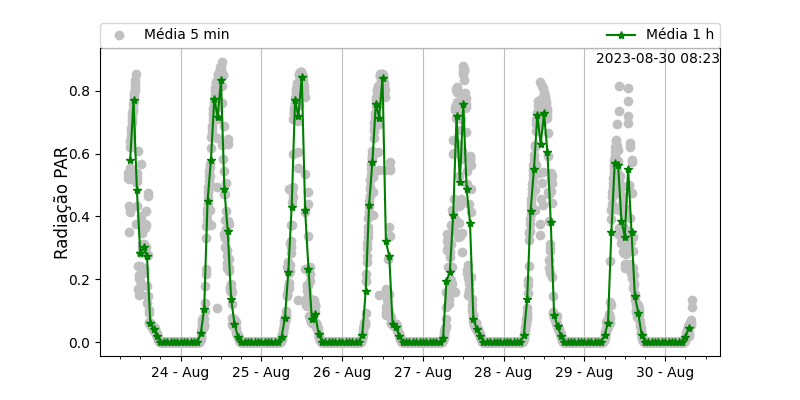 Média 5 min
Média 1 h
2023-08-30 08:23
Radiação PAR
0.8
0.6
0.4
0.2
0.0
24 - Aug
25 - Aug
26 - Aug
27 - Aug
28 - Aug
29 - Aug
30 - Aug